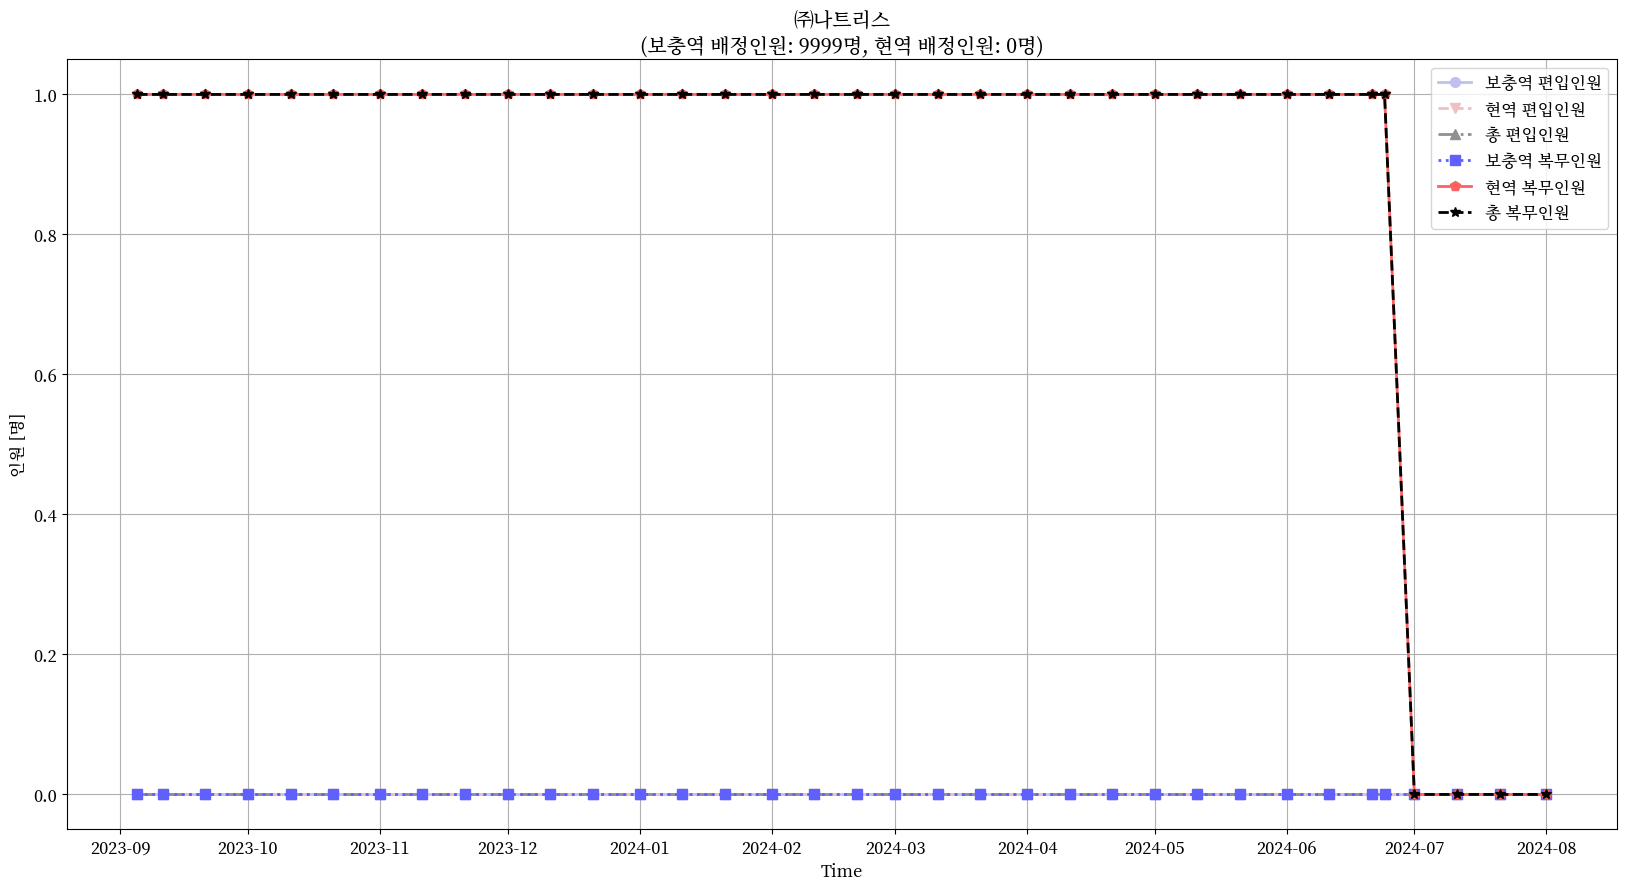 ㈜나트리스
(보충역 배정인원: 9999명, 현역 배정인원: 0명)
보충역 편입인원
현역 편입인원
총 편입인원
보충역 복무인원
현역 복무인원
총 복무인원
1.0
0.8
0.6
0.4
0.2
0.0
인원 [명]
2023-09 2023-10 2023-11 2023-12 2024-01 2024-02 2024-03 2024-04 2024-05 2024-06 2024-07 2024-08
Time